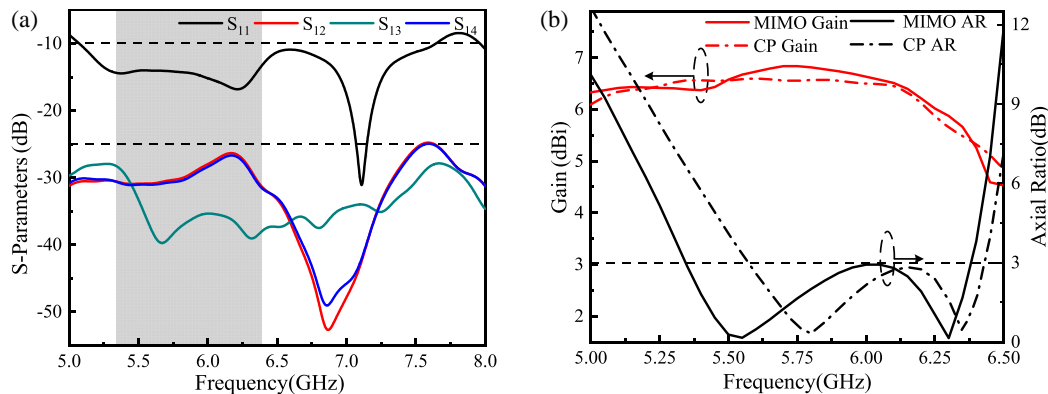 (a)
S11 S12 S13 S14
-10
-20
-30
-40
-50
S-Parameters (dB)
5.0 5.5 6.0 6.5 7.0 7.5 8.0
Frequency(GHz)
(b)
MIMO Gain MIMO AR
CP Gain CP AR
7
6
5
4
3
2
Gain (dBi)
12
9
6
3
0
Axial Ratio(dB)
5.00 5.25 5.50 5.75 6.00 6.25 6.50
Frequency(GHz)